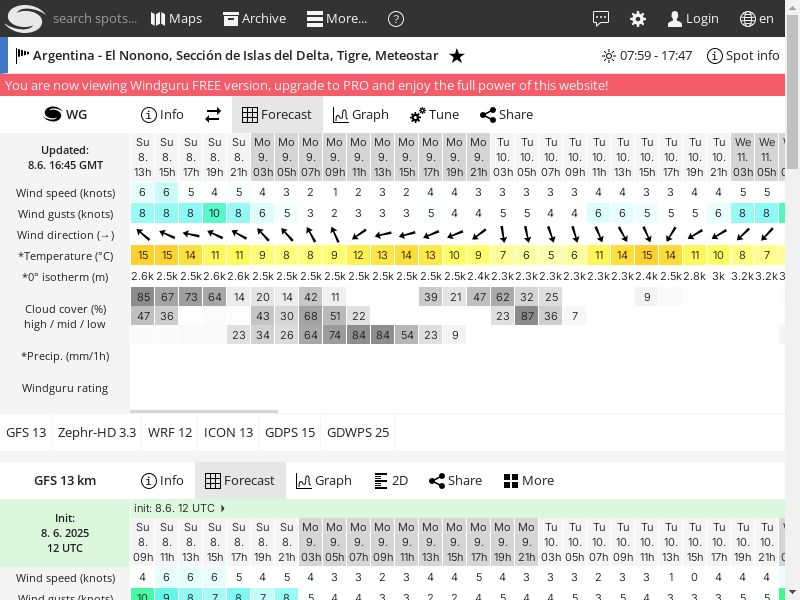 search spots... Maps Archive More... ? Login en
Argentina - El Nonono, Sección de Islas del Delta, Tigre, Meteostar ★ 07:59 - 17:47 Spot info
You are now viewing Windguru FREE version, upgrade to PRO and enjoy the full power of this website!
WG Info Forecast Graph Tune Share
Updated:
8.6. 16:45 GMT
Su Su Su Su Su Mo Mo Mo Mo Mo Mo Mo Mo Mo Mo Tu Tu Tu Tu Tu Tu Tu Tu Tu Tu We We
8. 8. 8. 8. 8. 9. 9. 9. 9. 9. 9. 9. 9. 9. 9. 10. 10. 10. 10. 10. 10. 10. 10. 10. 10. 11. 11.
13h 15h 17h 19h 21h 03h 05h 07h 09h 11h 13h 15h 17h 19h 21h 03h 05h 07h 09h 11h 13h 15h 17h 19h 21h 03h 05h
Wind speed (knots) 6 6 5 4 5 4 3 2 1 2 3 2 4 4 3 3 3 3 3 4 4 3 3 4 4 5 5
Wind gusts (knots) 8 8 8 10 8 6 5 3 2 3 3 3 5 4 4 5 5 4 4 6 6 5 5 5 6 8 8
Wind direction (→)
*Temperature (°C) 15 15 14 11 11 9 8 8 9 12 13 14 13 10 9 7 6 5 6 11 14 15 14 11 10 8 7
*0° isotherm (m) 2.6k 2.5k 2.5k 2.6k 2.6k 2.5k 2.5k 2.5k 2.5k 2.5k 2.5k 2.5k 2.5k 2.5k 2.4k 2.3k 2.3k 2.3k 2.3k 2.3k 2.3k 2.4k 2.5k 2.8k 3k 3.2k 3.2k
Cloud cover (%)
high / mid / low
85 67 73 64 14 20 14 42 11 39 21 47 62 32 25 9
47 36 43 30 68 51 22 23 87 36 7
23 34 26 64 74 84 84 54 23 9
*Precip. (mm/1h)
Windguru rating
GFS 13 Zephr-HD 3.3 WRF 12 ICON 13 GDPS 15 GDWPS 25
GFS 13 km Info Forecast Graph 2D Share More
Init:
8. 6. 2025
12 UTC
init: 8.6. 12 UTC
Su Su Su Su Su Su Su Mo Mo Mo Mo Mo Mo Mo Mo Mo Mo Tu Tu Tu Tu Tu Tu Tu Tu Tu Tu
8. 8. 8. 8. 8. 8. 8. 9. 9. 9. 9. 9. 9. 9. 9. 9. 9. 10. 10. 10. 10. 10. 10. 10. 10. 10. 10.
09h 11h 13h 15h 17h 19h 21h 03h 05h 07h 09h 11h 13h 15h 17h 19h 21h 03h 05h 07h 09h 11h 13h 15h 17h 19h 21h
Wind speed (knots) 4 6 6 6 5 4 5 4 3 3 2 3 4 4 5 4 3 3 3 2 3 3 1 0 4 4 4
Wind gusts (knots) 10 9 8 7 8 7 8